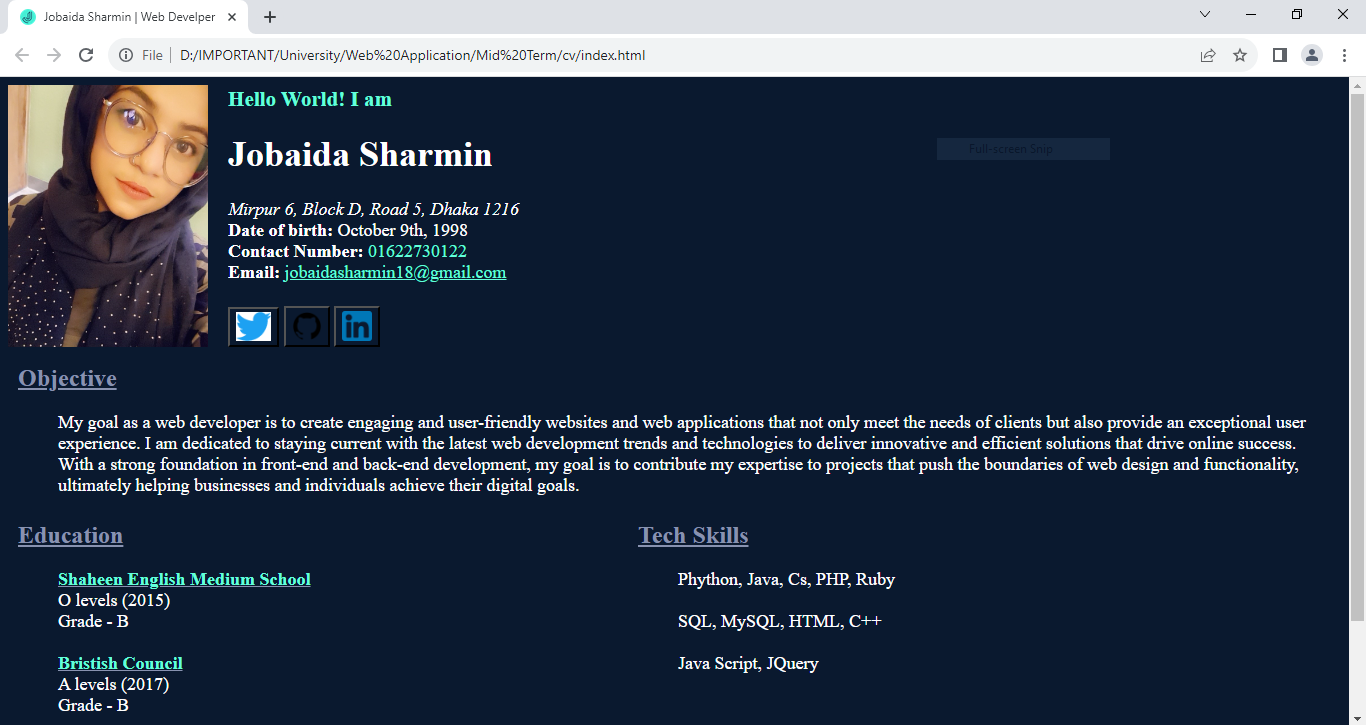 Jobaida Sharmin | Web Develper
File | D:/IMPORTANT/University/Web%20Application/Mid%20Term/cv/index.html
Hello World! I am
Jobaida Sharmin
Full-screen Snip
Mirpur 6, Block D, Road 5, Dhaka 1216
Date of birth: October 9th, 1998
Contact Number: 01622730122
Email: jobaidasharmin18@gmail.com
in
Objective
My goal as a web developer is to create engaging and user-friendly websites and web applications that not only meet the needs of clients but also provide an exceptional user
experience. I am dedicated to staying current with the latest web development trends and technologies to deliver innovative and efficient solutions that drive online success.
With a strong foundation in front-end and back-end development, my goal is to contribute my expertise to projects that push the boundaries of web design and functionality,
ultimately helping businesses and individuals achieve their digital goals.
Education
Shaheen English Medium School
O levels (2015)
Grade - B
Bristish Council
A levels (2017)
Grade - B
Tech Skills
Phython, Java, Cs, PHP, Ruby
SQL, MySQL, HTML, C++
Java Script, JQuery